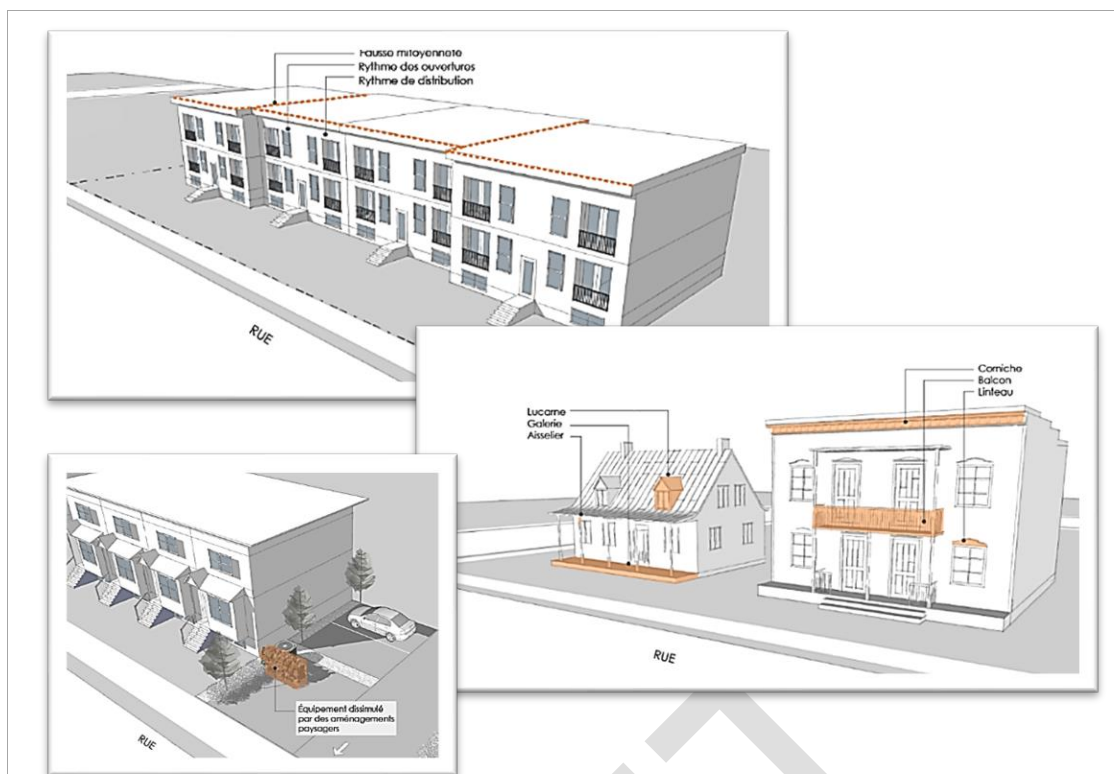 Fausse mitoyenneté
Rythme des ouvertures
Rythme de distribution
RUE
Corniche
Balcon
Linteau
Lucarne
Galerie
Aisselier
RUE
Équipement dissimulé
par des aménagements
paysagers
RUE